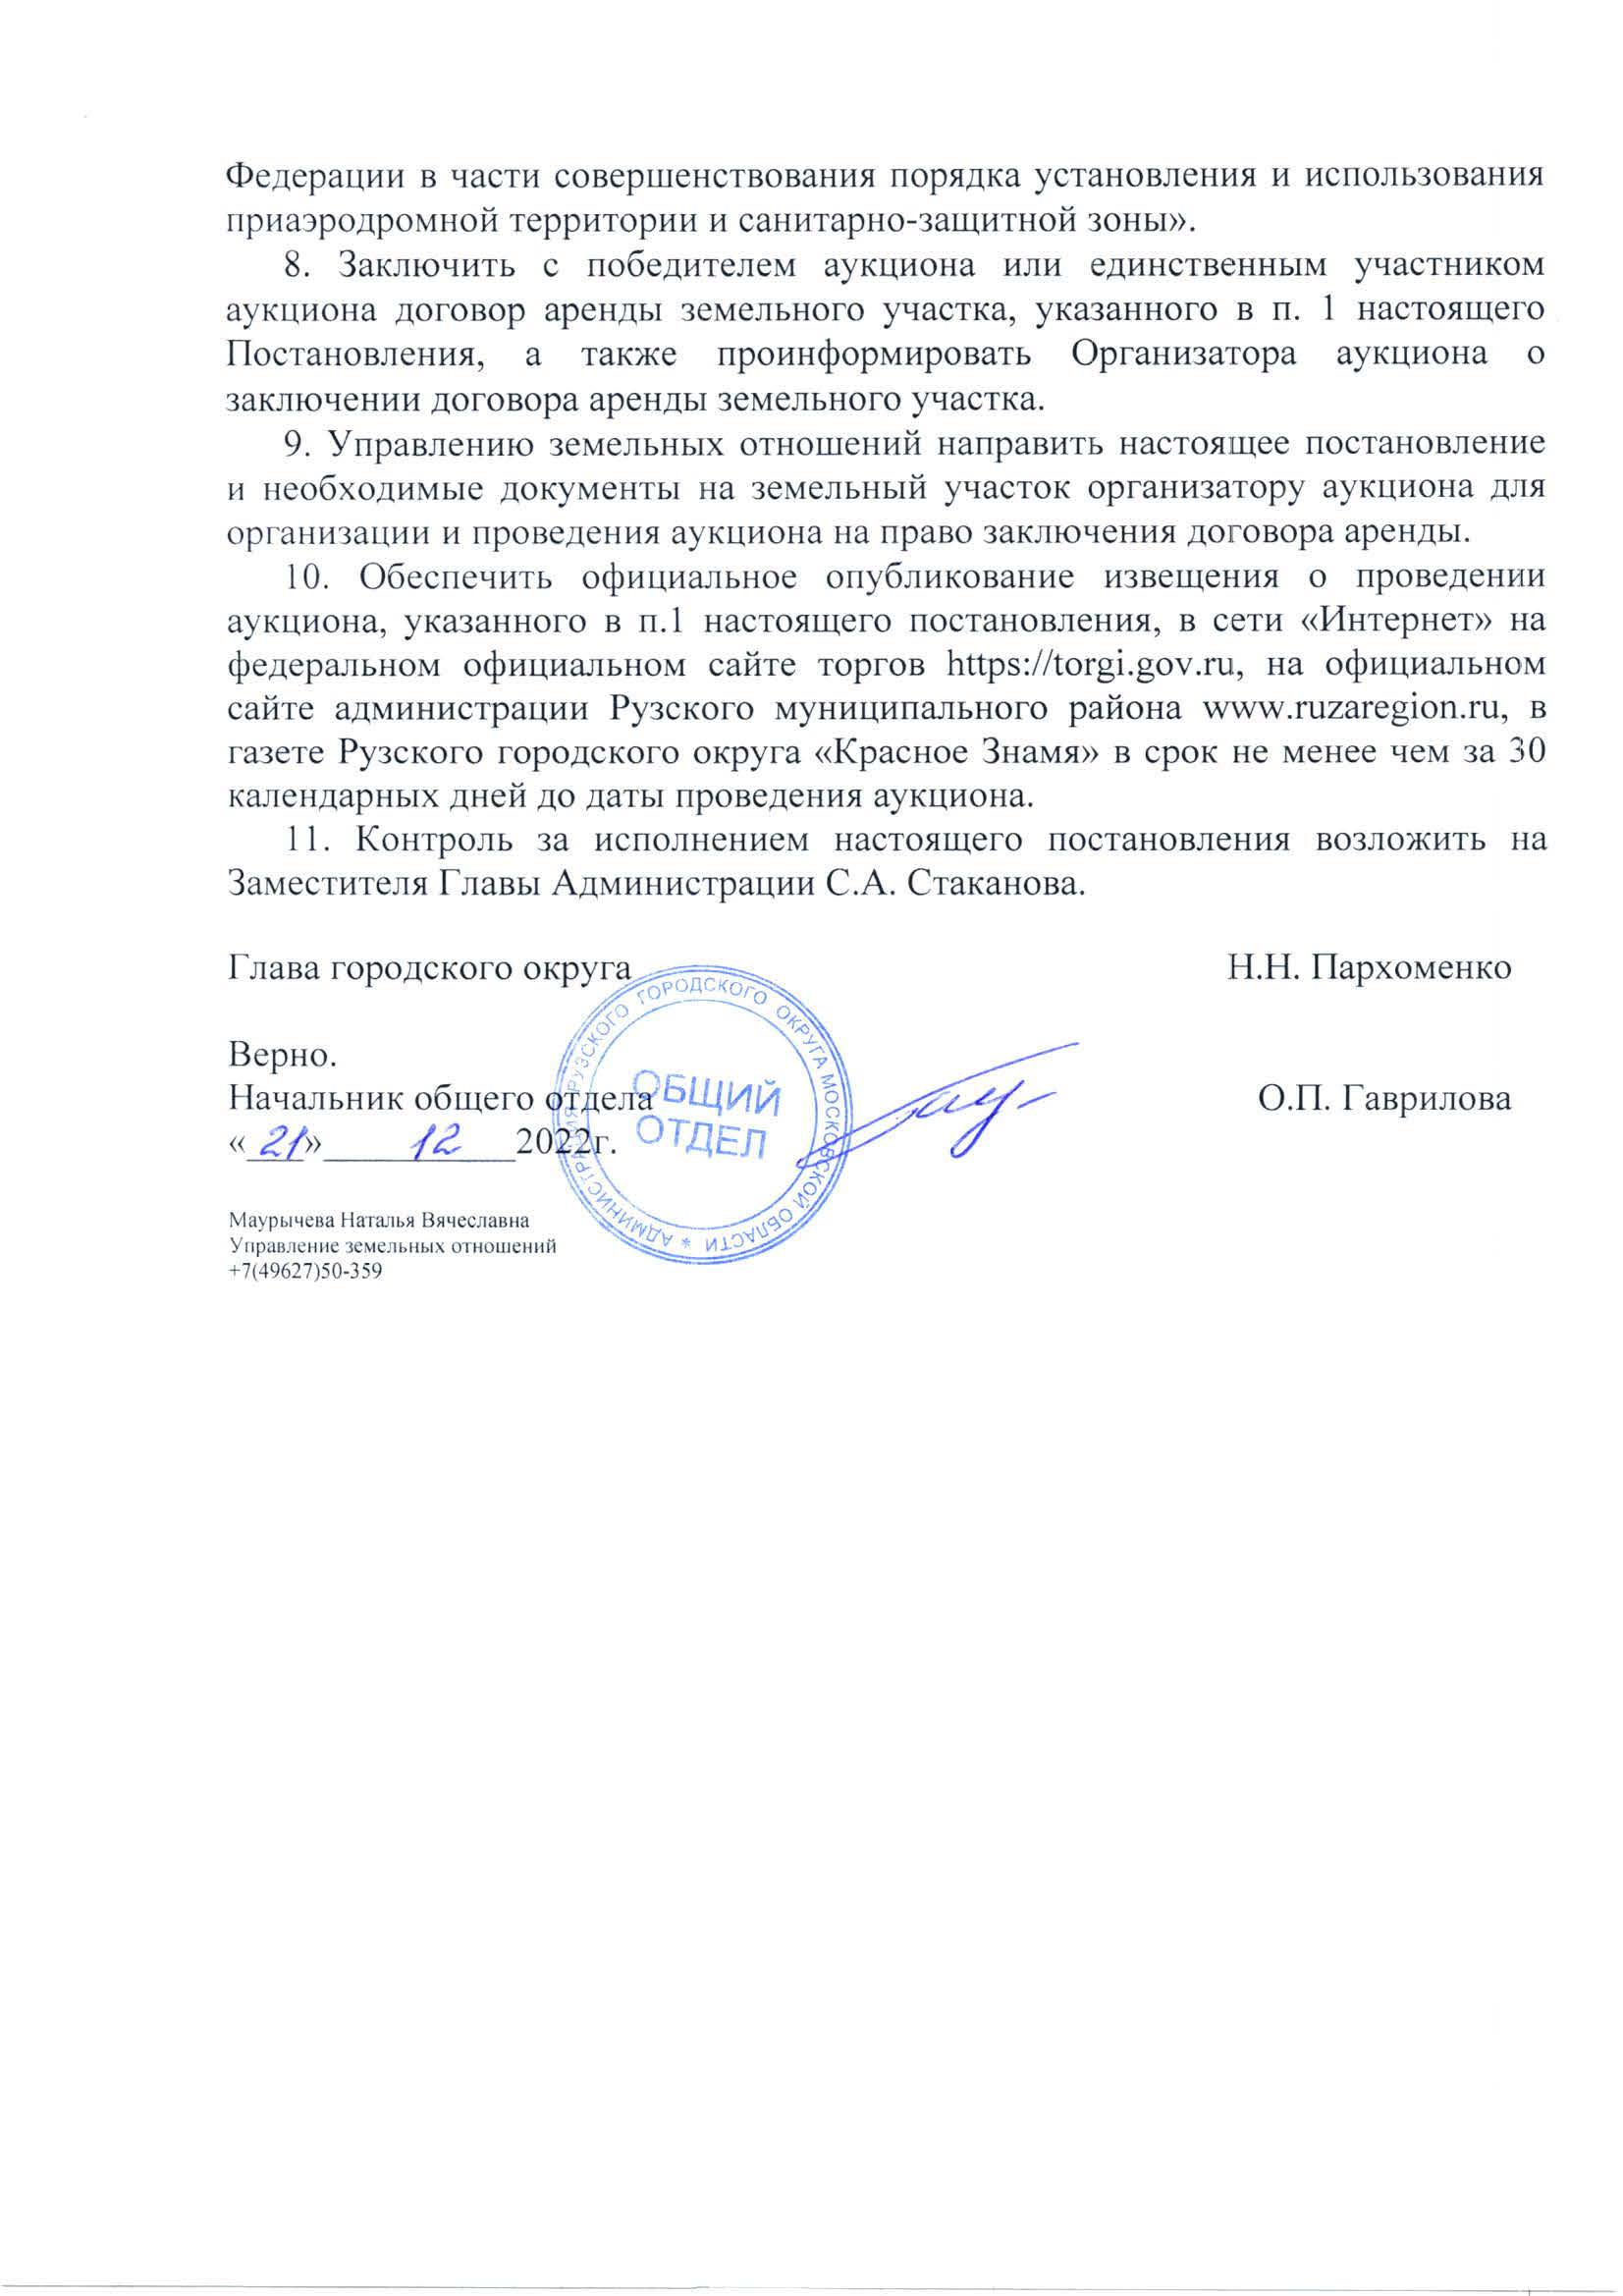 Федерации в части совершенствования порядка установления и использования
приаэродромной территории и санитарно-защитной зоны».
8. Заключить с победителем аукциона или единственным участником
аукциона договор аренды земельного участка, указанного в п. 1 настоящего
Постановления, а также проинформировать Организатора аукциона о
заключении договора аренды земельного участка.
9. Управлению земельных отношений направить настоящее постановление
и необходимые документы на земельный участок организатору аукциона для
организации и проведения аукциона на право заключения договора аренды.
10. Обеспечить официальное опубликование извещения о проведении
аукциона, указанного в п.1 настоящего постановления, в сети «Интернет» на
федеральном официальном сайте торгов https://torgi.gov.ru, на официальном
сайте администрации Рузского муниципального района www.ruzaregion.ru, в
газете Рузского городского округа «Красное Знамя» в срок не менее чем за 30
календарных дней до даты проведения аукциона.
11. Контроль за исполнением настоящего постановления возложить на
Заместителя Главы Администрации С.А. Стаканова.
Глава городского округа Н.Н. Пархоменко
Верно.
Начальник общего отдела О.П. Гаврилова
«21» 12 2022г.
АДМИНИСТРАЦИЯ РУЗСКОГО ГОРОДСКОГО ОКРУГА МОСКОВСКОЙ ОБЛАСТИ *
ОБЩИЙ
ОТДЕЛ
Маурычева Наталья Вячеславна
Управление земельных отношений
+7(49627)50-359